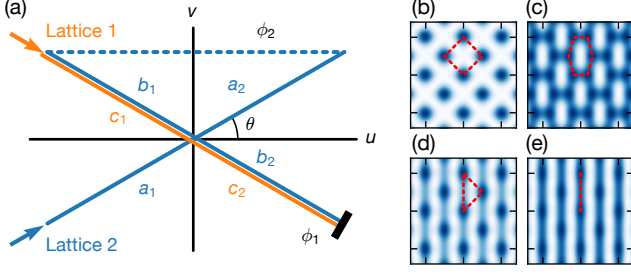 (a)
Lattice 1
v
ϕ2
b1
a2
c1
θ
u
b2
a1
c2
Lattice 2
ϕ1
(b)
(c)
(d)
(e)